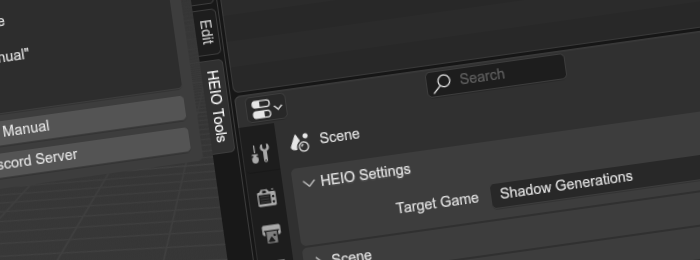 e
nual"
Manual
scord Server
Edit
HEIO Tools
Search
Scene
HEIO Settings
Target Game Shadow Generations
Scene